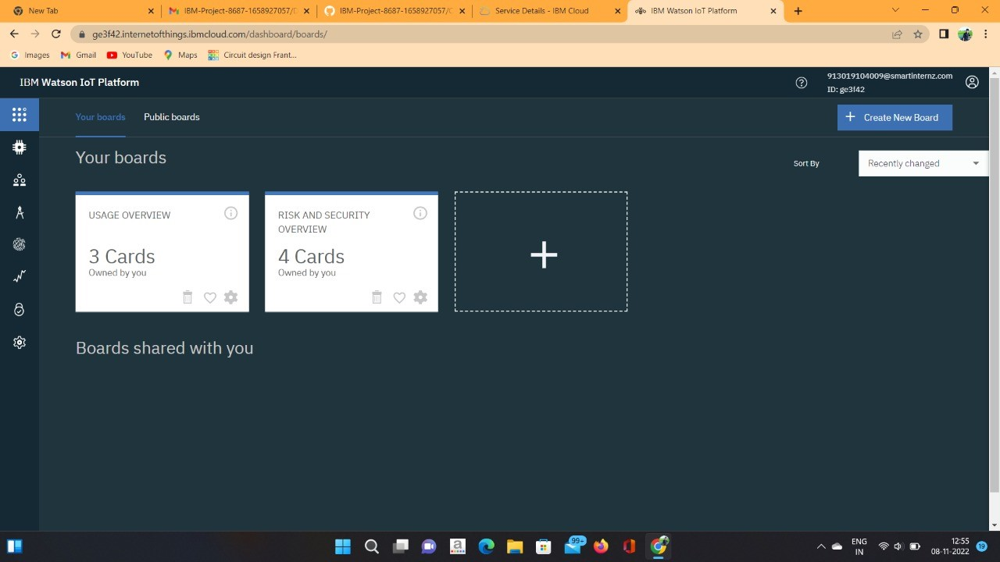 New Tab
IBM-Project-8687-1658927057/D
IBM-Project-8687-1658927057/C
Service Details - IBM Cloud
IBM Watson IoT Platform
ge3f42.internetofthings.ibmcloud.com/dashboard/boards/
Images
Gmail
YouTube
Maps
Circuit design Frant...
IBM Watson IoT Platform
913019104009@smartinternz.com
ID: ge3f42
Your boards
Public boards
Create New Board
Your boards
Sort By
Recently changed
USAGE OVERVIEW
3 Cards
Owned by you
RISK AND SECURITY
OVERVIEW
4 Cards
Owned by you
Boards shared with you
99+
ENG
IN
12:55
08-11-2022
19